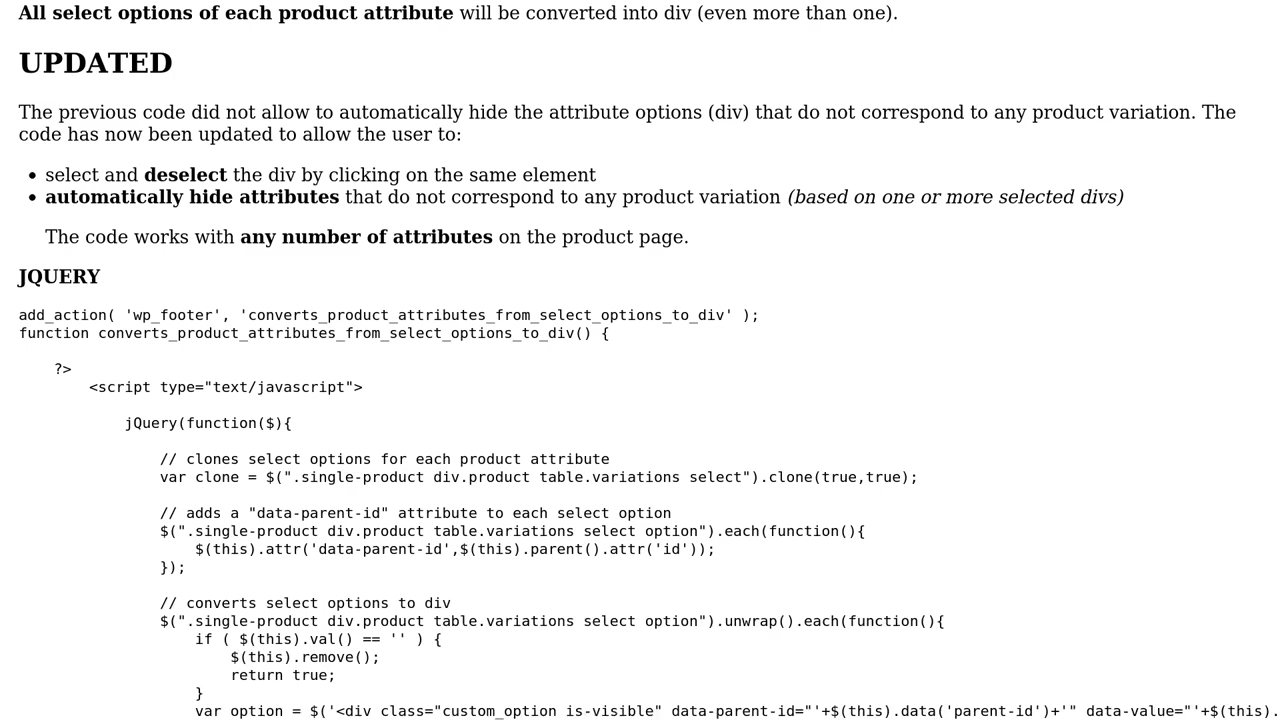 All select options of each product attribute will be converted into div (even more than one).
UPDATED
The previous code did not allow to automatically hide the attribute options (div) that do not correspond to any product variation. The
code has now been updated to allow the user to:
• select and deselect the div by clicking on the same element
• automatically hide attributes that do not correspond to any product variation (based on one or more selected divs)
The code works with any number of attributes on the product page.
JQUERY
add_action( 'wp_footer', 'converts_product_attributes_from_select_options_to_div' );
function converts_product_attributes_from_select_options_to_div() {
    ?>
        <script type="text/javascript">
            jQuery(function($){
                // clones select options for each product attribute
                var clone = $(".single-product div.product table.variations select").clone(true,true);
                // adds a "data-parent-id" attribute to each select option
                $(".single-product div.product table.variations select option").each(function(){
                    $(this).attr('data-parent-id',$(this).parent().attr('id'));
                });
                // converts select options to div
                $(".single-product div.product table.variations select option").unwrap().each(function(){
                    if ( $(this).val() == '' ) {
                        $(this).remove();
                        return true;
                    }
                    var option = $('<div class="custom_option is-visible" data-parent-id="'+$(this).data('parent-id')+'" data-value="'+$(this).